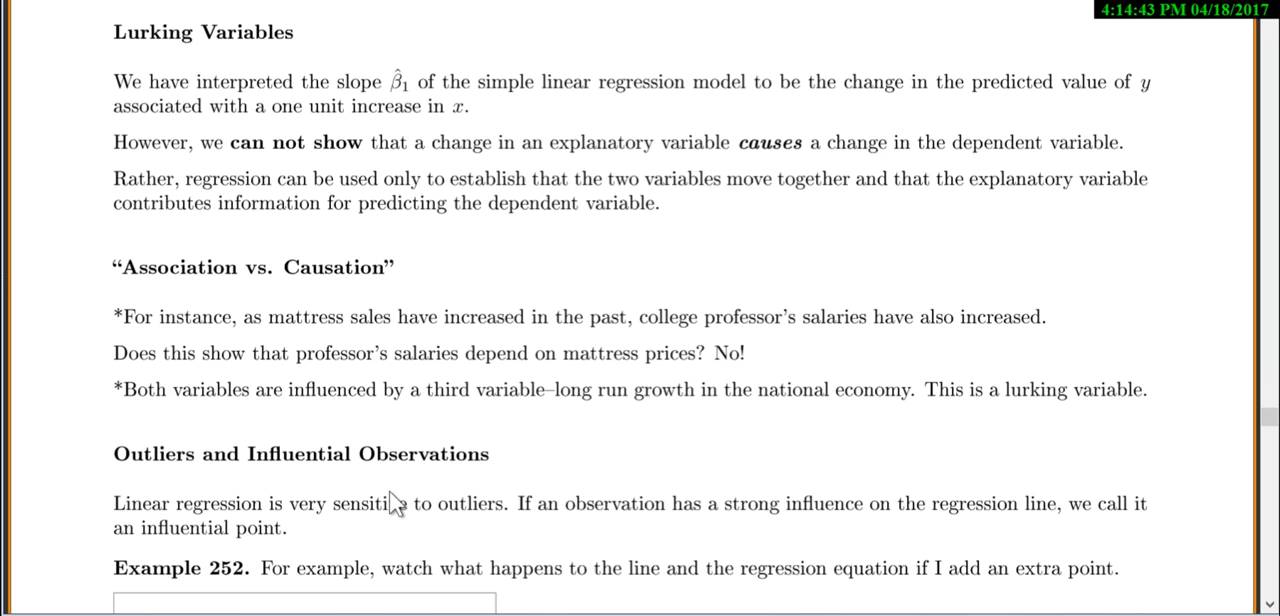 4:14:43 PM 04/18/2017
Lurking Variables
We have interpreted the slope β̂₁ of the simple linear regression model to be the change in the predicted value of y
associated with a one unit increase in x.
However, we can not show that a change in an explanatory variable causes a change in the dependent variable.
Rather, regression can be used only to establish that the two variables move together and that the explanatory variable
contributes information for predicting the dependent variable.
“Association vs. Causation”
*For instance, as mattress sales have increased in the past, college professor’s salaries have also increased.
Does this show that professor’s salaries depend on mattress prices? No!
*Both variables are influenced by a third variable–long run growth in the national economy. This is a lurking variable.
Outliers and Influential Observations
Linear regression is very sensitive to outliers. If an observation has a strong influence on the regression line, we call it
an influential point.
Example 252. For example, watch what happens to the line and the regression equation if I add an extra point.